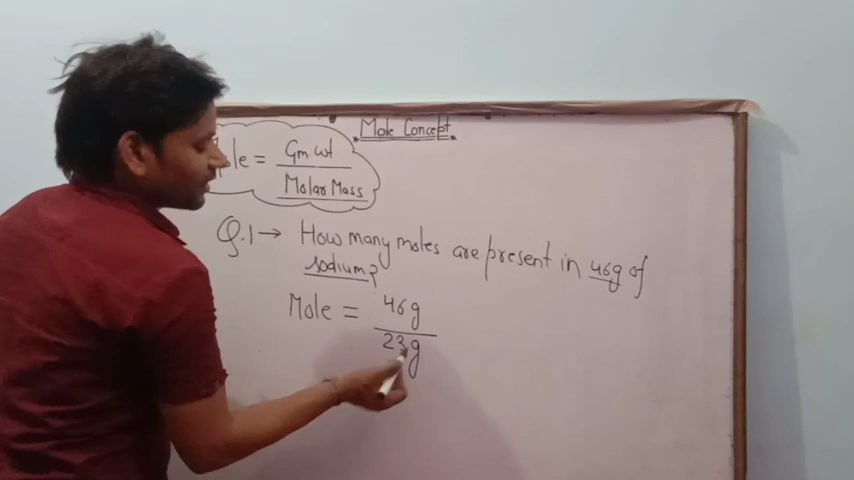 Mole Concept
= Gm wt
Molar Mass
Q.1 → How many moles are present in 46g of
sodium?
Mole = 46g
23g